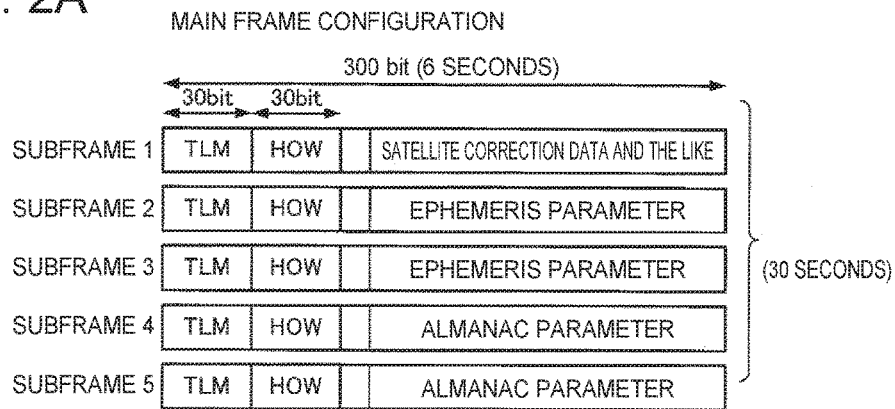 . 2A
MAIN FRAME CONFIGURATION
300 bit (6 SECONDS)
30bit 30bit
SUBFRAME 1 TLM HOW SATELLITE CORRECTION DATA AND THE LIKE
SUBFRAME 2 TLM HOW EPHEMERIS PARAMETER
SUBFRAME 3 TLM HOW EPHEMERIS PARAMETER
(30 SECONDS)
SUBFRAME 4 TLM HOW ALMANAC PARAMETER
SUBFRAME 5 TLM HOW ALMANAC PARAMETER